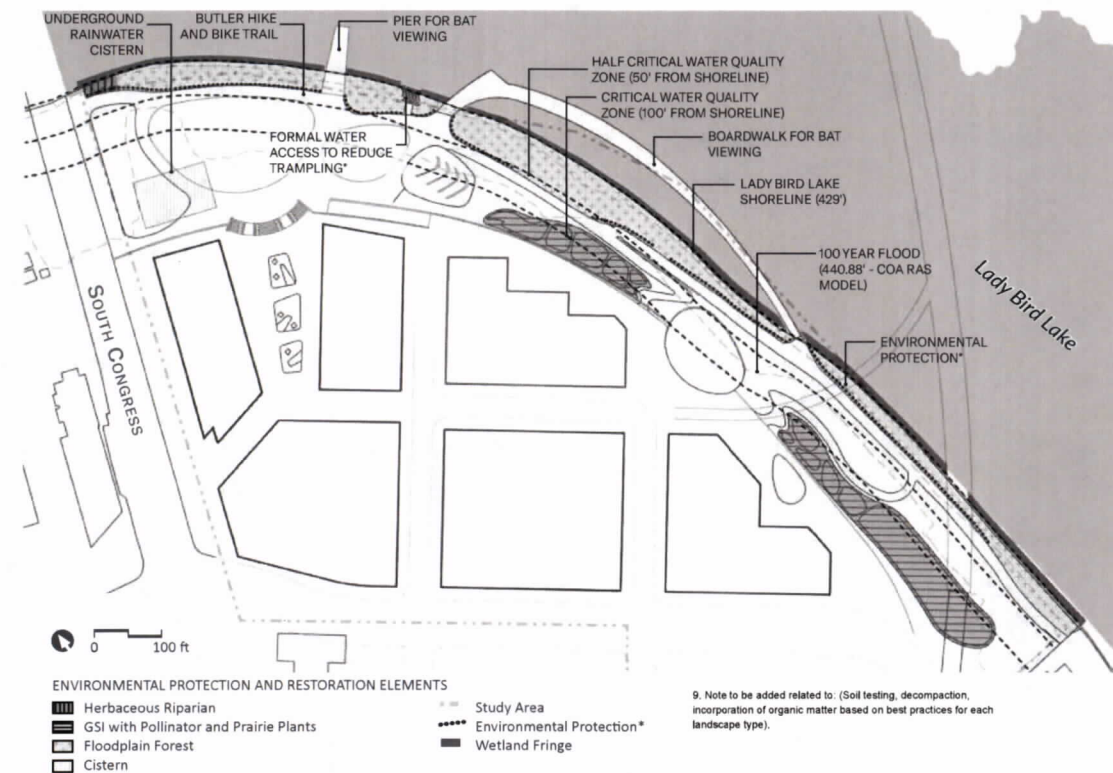 UNDERGROUND
RAINWATER
CISTERN
BUTLER HIKE
AND BIKE TRAIL
PIER FOR BAT
VIEWING
HALF CRITICAL WATER QUALITY
ZONE (50' FROM SHORELINE)
CRITICAL WATER QUALITY
ZONE (100' FROM SHORELINE)
BOARDWALK FOR BAT
VIEWING
FORMAL WATER
ACCESS TO REDUCE
TRAMPLING*
LADY BIRD LAKE
SHORELINE (429')
100 YEAR FLOOD
(440.88' - COA RAS
MODEL)
Lady Bird Lake
ENVIRONMENTAL
PROTECTION*
SOUTH CONGRESS
0 100 ft
ENVIRONMENTAL PROTECTION AND RESTORATION ELEMENTS
Herbaceous Riparian
GSI with Pollinator and Prairie Plants
Floodplain Forest
Cistern
Study Area
Environmental Protection*
Wetland Fringe
9. Note to be added related to: (Soil testing, decompaction,
incorporation of organic matter based on best practices for each
landscape type).